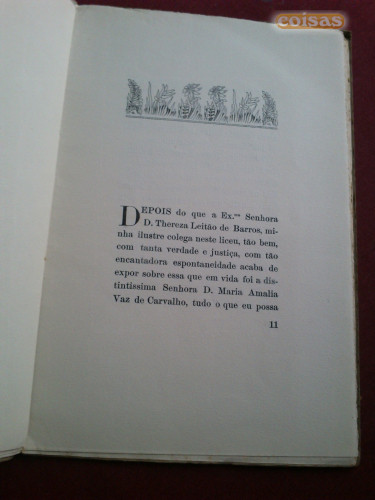 coisas
DEPOIS do que a Ex.ma Senhora
D. Thereza Leitão de Barros, mi-
nha ilustre colega neste liceu, tão bem,
com tanta verdade e justiça, com tão
encantadora espontaneidade acaba de
expor sobre essa que em vida foi a dis-
tintíssima Senhora D. Maria Amalia
Vaz de Carvalho, tudo o que eu possa
11